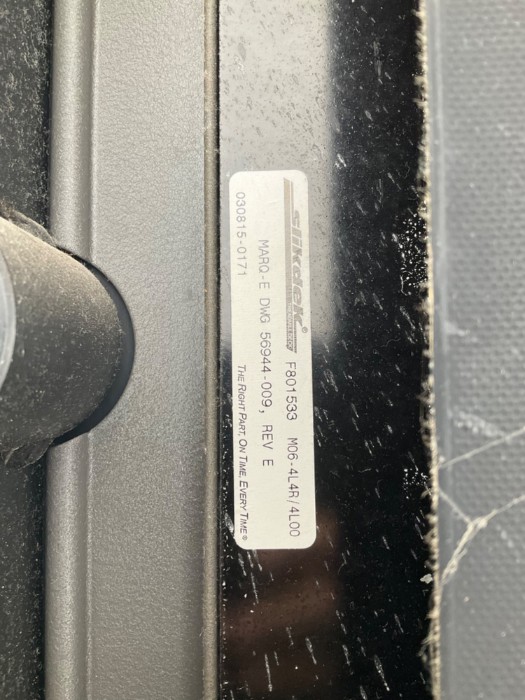 slikdek® F801533 M06-4L4R/4L00
MARQ-E DWG 56944-009, REV E
030815-0171 THE RIGHT PART, ON TIME, EVERY TIME®